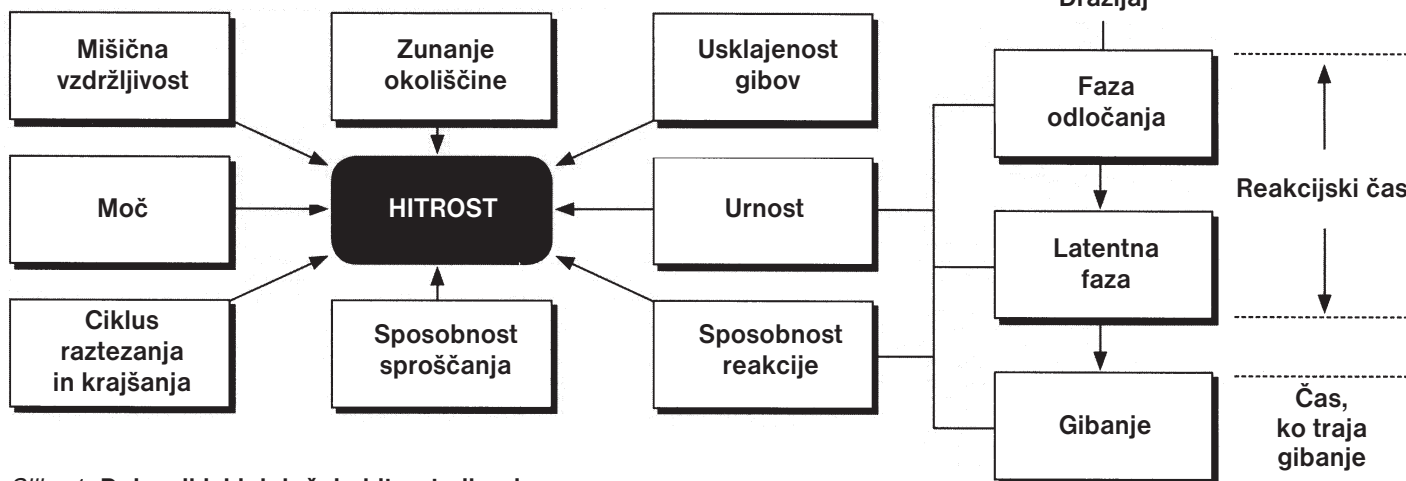 Mišična
vzdržljivost
Zunanje
okoliščine
Usklajenost
gibov
Moč
HITROST
Urnost
Ciklus
raztezanja
in krajšanja
Sposobnost
sproščanja
Sposobnost
reakcije
Faza
odločanja
Latentna
faza
Gibanje
Reakcijski čas
Čas,
ko traja
gibanje